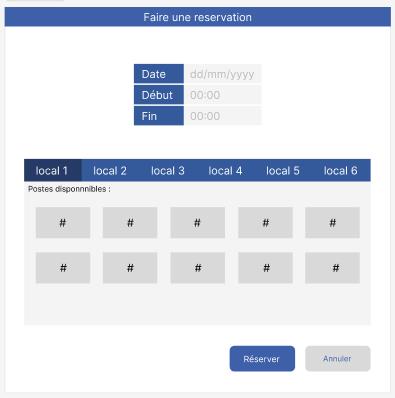 Faire une reservation
Date dd/mm/yyyy
Début 00:00
Fin 00:00
local 1 local 2 local 3 local 4 local 5 local 6
Postes disponnnibles :
# # # # #
# # # # #
Réserver Annuler